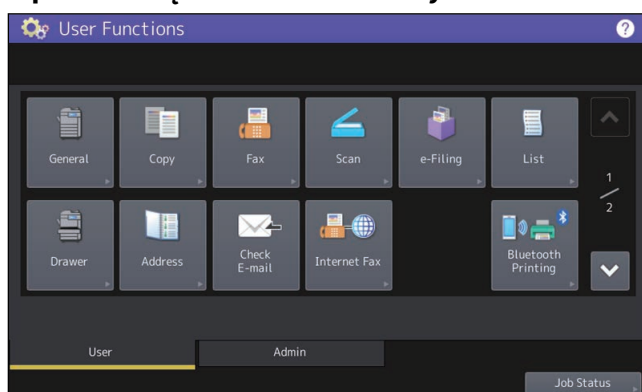 User Functions
?
General
Copy
Fax
Scan
e-Filing
List
1
2
Drawer
Address
Check
E-mail
Internet Fax
Bluetooth
Printing
User
Admin
Job Status